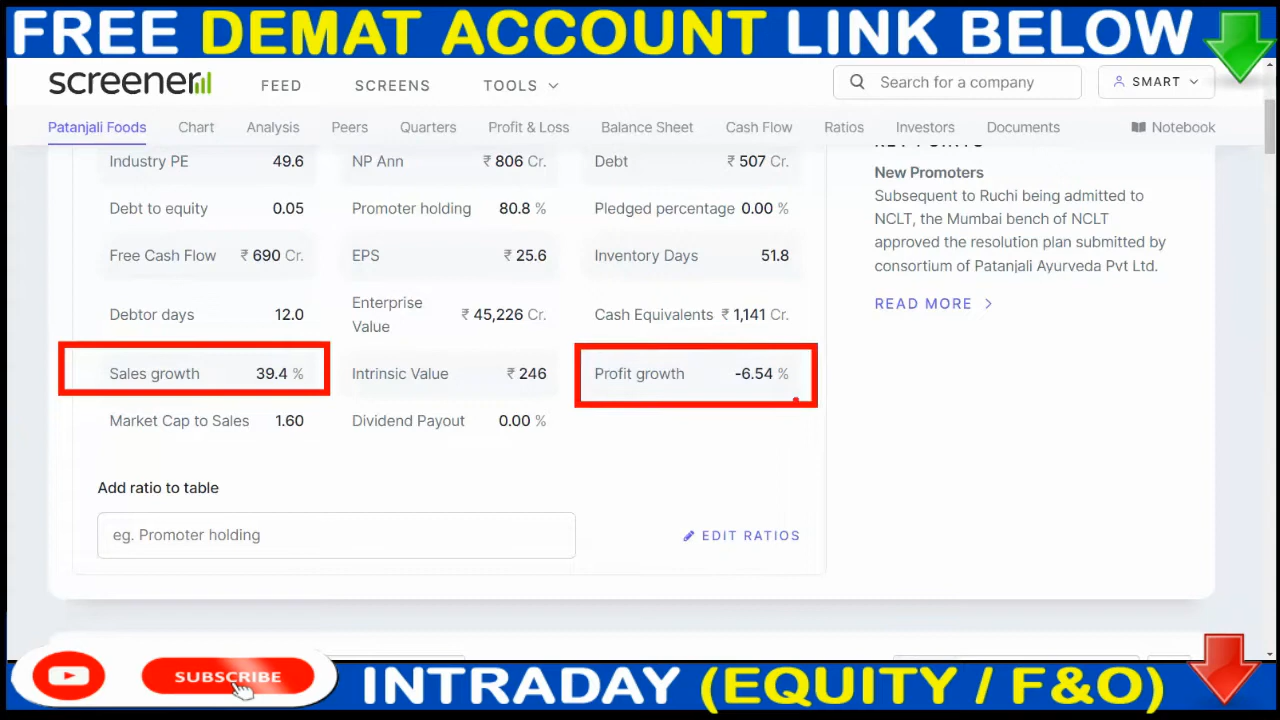 FREE DEMAT ACCOUNT LINK BELOW
screener
FEED SCREENS TOOLS
Search for a company
SMART
Patanjali Foods Chart Analysis Peers Quarters Profit & Loss Balance Sheet Cash Flow Ratios Investors Documents Notebook
Industry PE 49.6 NP Ann ₹ 806 Cr. Debt ₹ 507 Cr.
Debt to equity 0.05 Promoter holding 80.8 % Pledged percentage 0.00 %
Free Cash Flow ₹ 690 Cr. EPS ₹ 25.6 Inventory Days 51.8
Debtor days 12.0 Enterprise Value ₹ 45,226 Cr. Cash Equivalents ₹ 1,141 Cr.
Sales growth 39.4 % Intrinsic Value ₹ 246 Profit growth -6.54 %
Market Cap to Sales 1.60 Dividend Payout 0.00 %
Add ratio to table
eg. Promoter holding
EDIT RATIOS
KEY POINTS
New Promoters
Subsequent to Ruchi being admitted to
NCLT, the Mumbai bench of NCLT
approved the resolution plan submitted by
consortium of Patanjali Ayurveda Pvt Ltd.
READ MORE
SUBSCRIBE
INTRADAY (EQUITY / F&O)